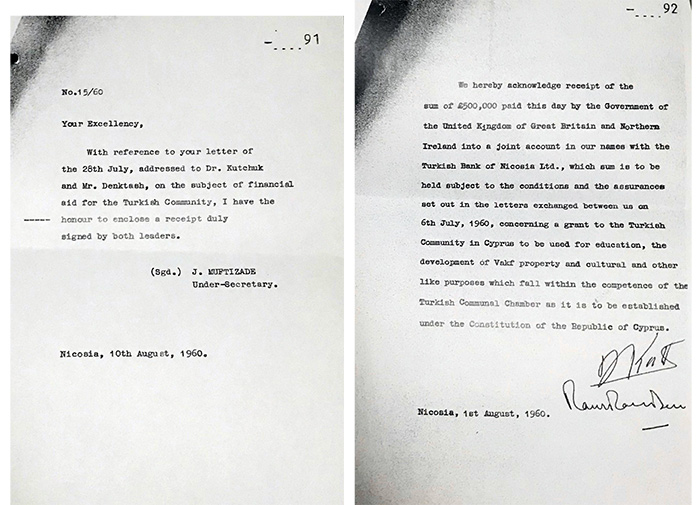 - .... 91
No.15/60
Your Excellency,
With reference to your letter of
the 28th July, addressed to Dr. Kutchuk
and Mr. Denktash, on the subject of financial
aid for the Turkish Community, I have the
honour to enclose a receipt duly
signed by both leaders.
(Sgd.) J. MUFTIZADE
Under-Secretary.
Nicosia, 10th August, 1960.
- .... 92
We hereby acknowledge receipt of the
sum of £500,000 paid this day by the Government of
the United Kingdom of Great Britain and Northern
Ireland into a joint account in our names with the
Turkish Bank of Nicosia Ltd., which sum is to be
held subject to the conditions and the assurances
set out in the letters exchanged between us on
6th July, 1960, concerning a grant to the Turkish
Community in Cyprus to be used for education, the
development of Vakf property and cultural and other
like purposes which fall within the competence of the
Turkish Communal Chamber as it is to be established
under the Constitution of the Republic of Cyprus.
Nicosia, 1st August, 1960.